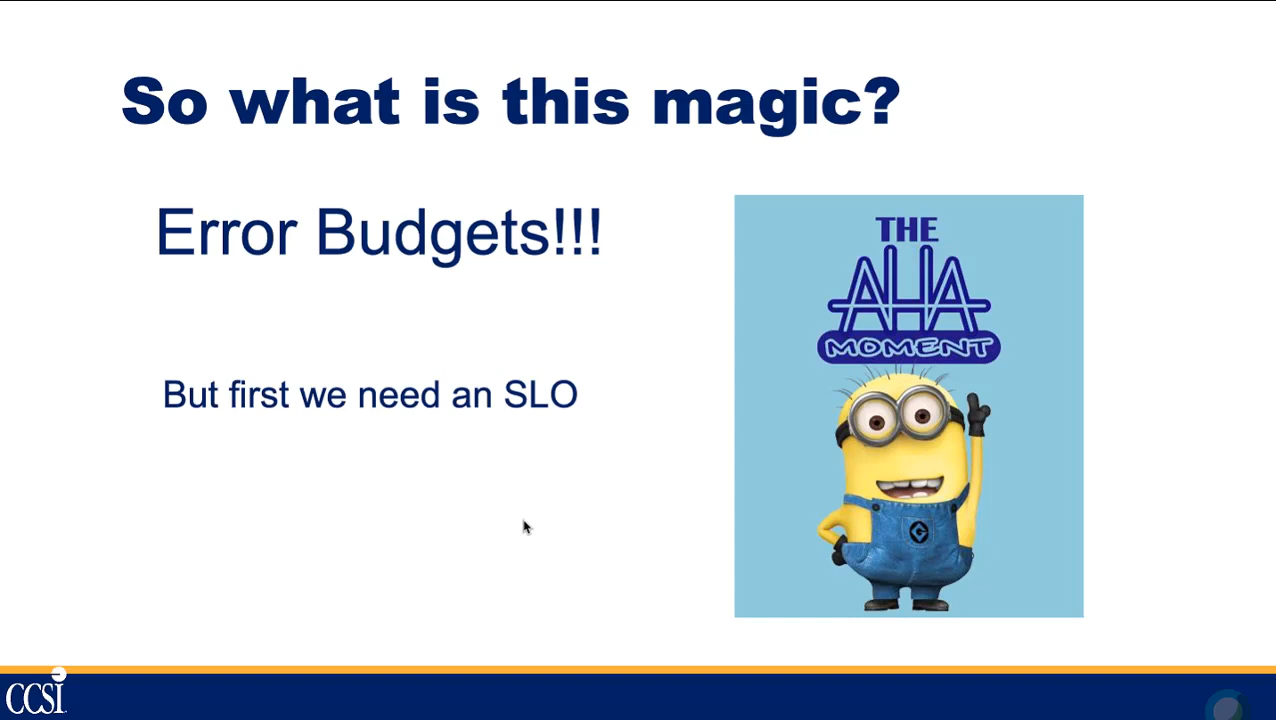 So what is this magic?
Error Budgets!!!
But first we need an SLO
THE
AHA
MOMENT
CCSI